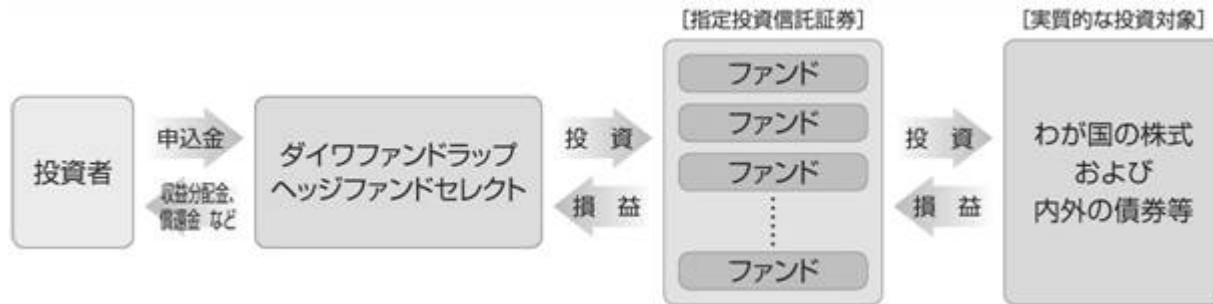 [指定投資信託証券]
[実質的な投資対象]
投資者
申込金
収益分配金、
償還金 など
ダイワファンドラップ
ヘッジファンドセレクト
投 資
損 益
ファンド
ファンド
ファンド
ファンド
投 資
損 益
わが国の株式
および
内外の債券等